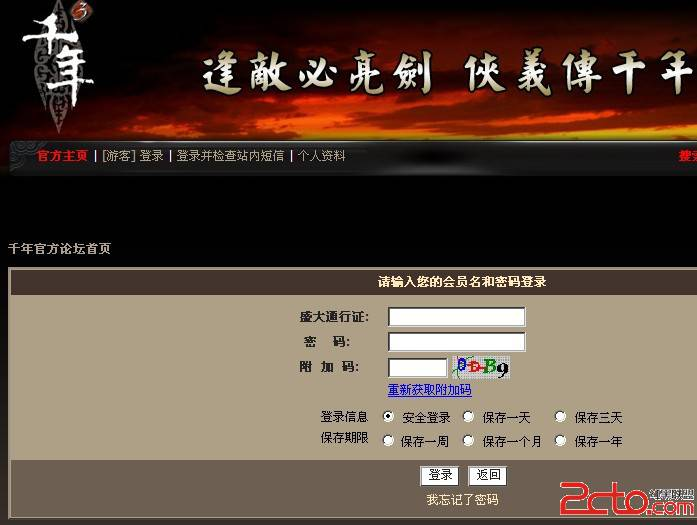 千年 3
逢敵必亮劍 俠義傳千年
官方主页 | [游客] 登录 | 登录并检查站内短信 | 个人资料 搜索
千年官方论坛首页
请输入您的会员名和密码登录
盛大通行证:
密 码:
附 加 码:
重新获取附加码
登录信息 安全登录 保存一天 保存三天
保存期限 保存一周 保存一个月 保存一年
登录 返回
我忘记了密码
2cto.com